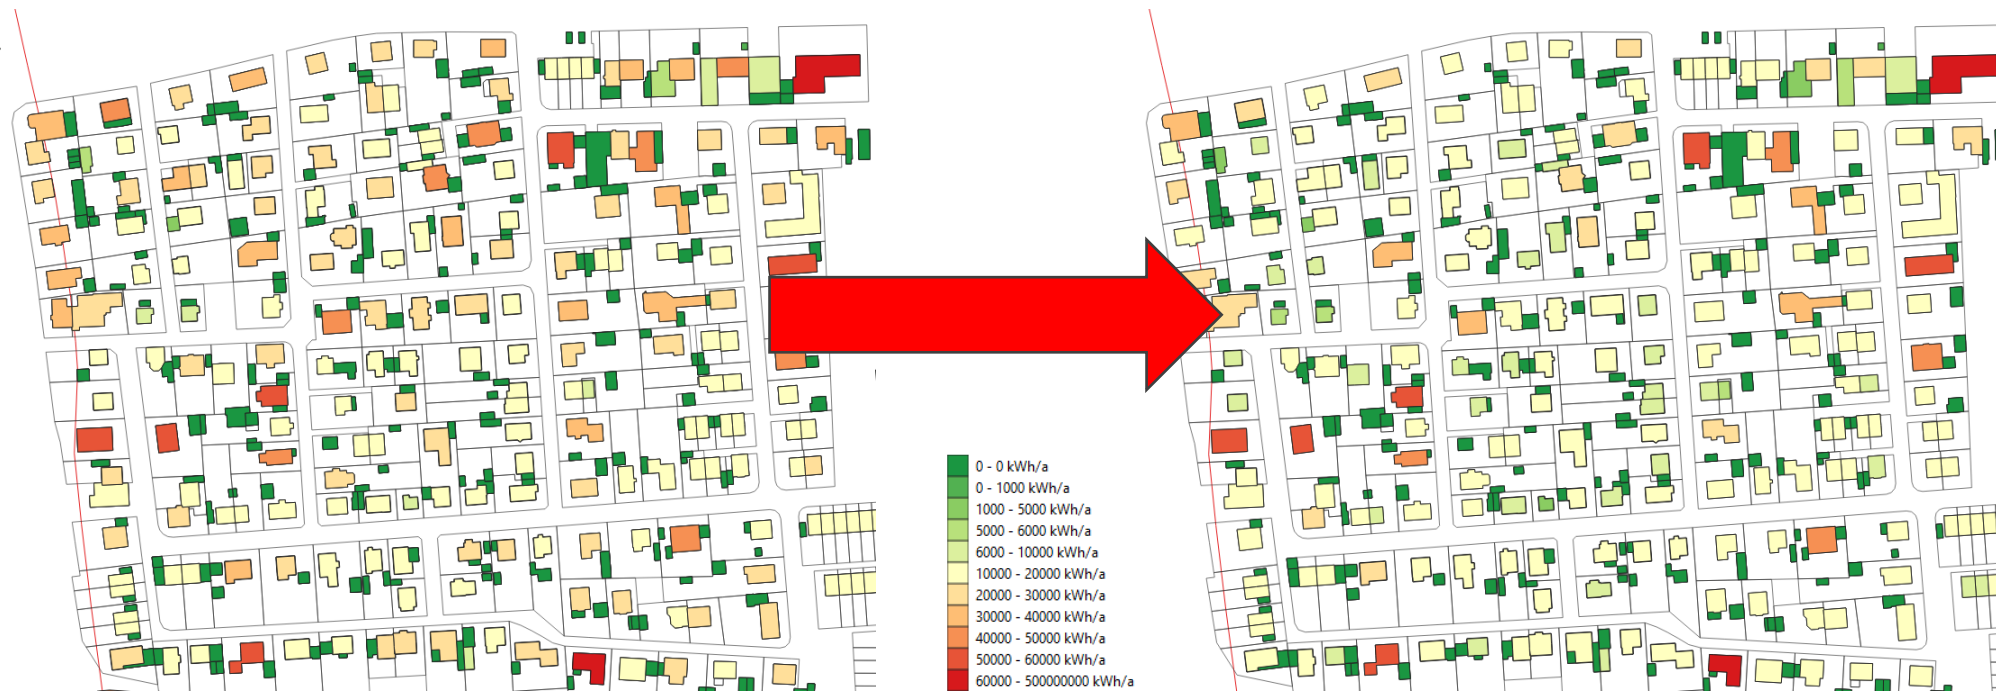 0 - 0 kWh/a
0 - 1000 kWh/a
1000 - 5000 kWh/a
5000 - 6000 kWh/a
6000 - 10000 kWh/a
10000 - 20000 kWh/a
20000 - 30000 kWh/a
30000 - 40000 kWh/a
40000 - 50000 kWh/a
50000 - 60000 kWh/a
60000 - 500000000 kWh/a